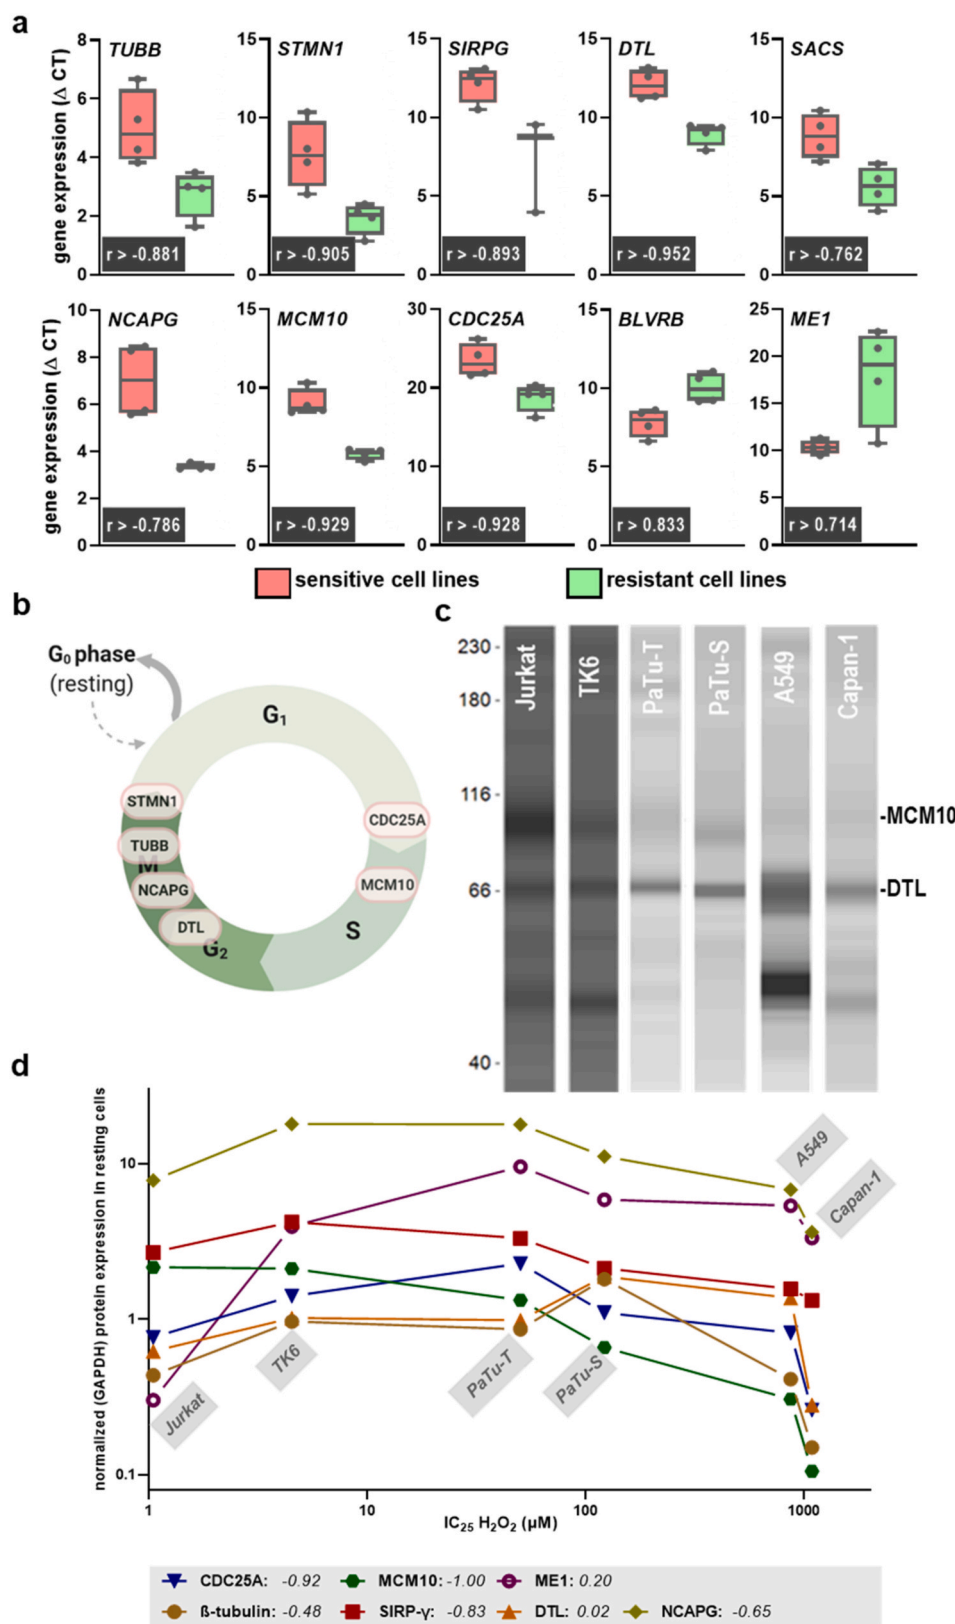 a
TUBB STMN1 SIRPG DTL SACS
gene expression (Δ CT)
8 6 4 2 0
15 10 5 0
15 10 5 0
15 10 5 0
15 10 5 0
r > -0.881 r > -0.905 r > -0.893 r > -0.952 r > -0.762
NCAPG MCM10 CDC25A BLVRB ME1
gene expression (Δ CT)
10 8 6 4 2 0
15 10 5 0
30 20 10 0
15 10 5 0
25 20 15 10 5 0
r > -0.786 r > -0.929 r > -0.928 r > 0.833 r > 0.714
sensitive cell lines resistant cell lines
b
G₀ phase
(resting)
G₁
STMN1
CDC25A
TUBB
M
NCAPG
MCM10
DTL
S
G₂
c
Jurkat TK6 PaTu-T PaTu-S A549 Capan-1
230 -
180 -
116 -
-MCM10
66 -
-DTL
40 -
d
normalized (GAPDH) protein expression in resting cells
10
1
0.1
Jurkat
TK6
PaTu-T
PaTu-S
A549
Capan-1
1 10 100 1000
IC₂₅ H₂O₂ (µM)
CDC25A: -0.92 MCM10: -1.00 ME1: 0.20
ß-tubulin: -0.48 SIRP-γ: -0.83 DTL: 0.02 NCAPG: -0.65